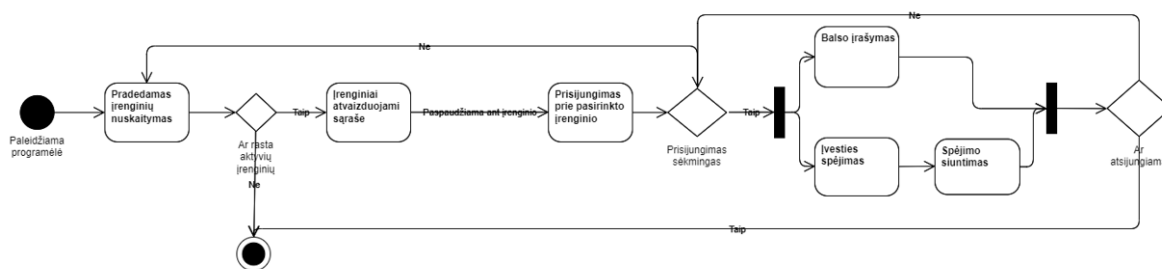 Ne
Balso įrašymas
Ne
Pradedamas
įrenginių
nuskaitymas
Įrenginiai
atvaizduojami
sąraše
Prisijungimas
prie pasirinkto
įrenginio
Taip
Paspaudžiama ant įrenginio
Taip
Paleidžiama
programėlė
Ar rasta
aktyvių
įrenginių
Prisijungimas
sėkmingas
Įvesties
spėjimas
Spėjimo
siuntimas
Ar
atsijungiam
Ne
Taip